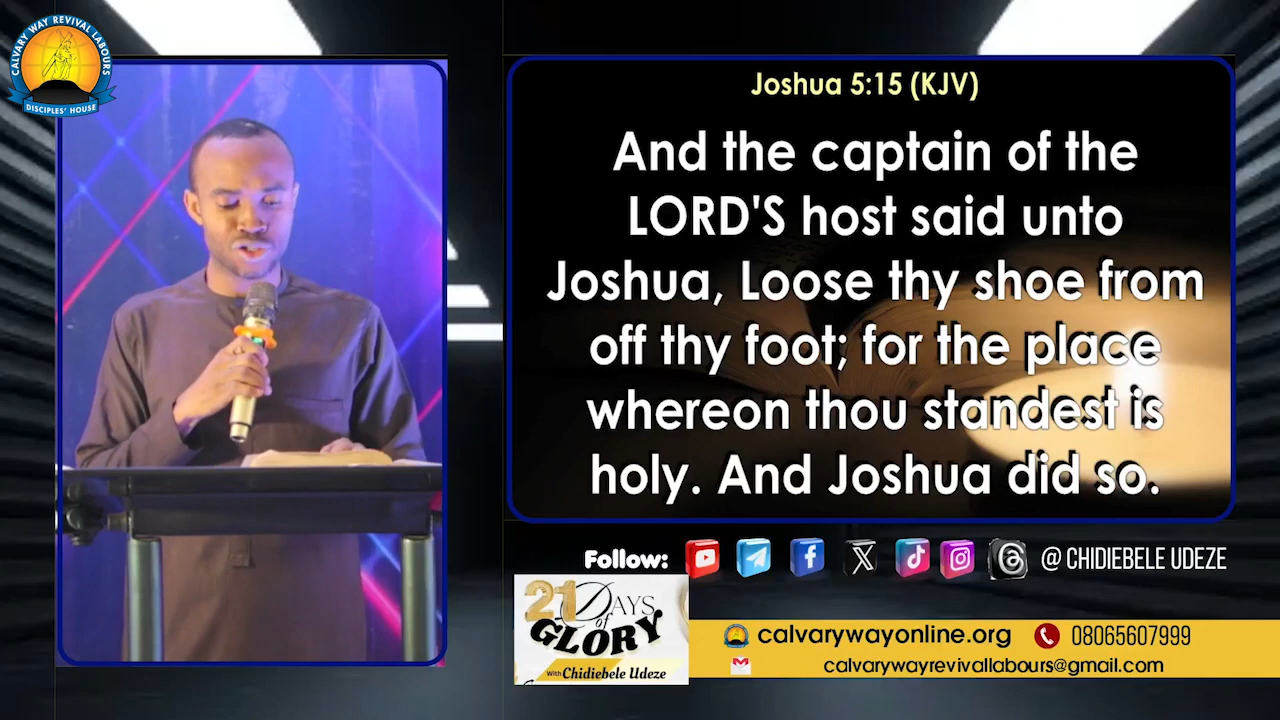 CALVARY WAY REVIVAL LABOURS
DISCIPLES' HOUSE
Joshua 5:15 (KJV)
And the captain of the
LORD'S host said unto
Joshua, Loose thy shoe from
off thy foot; for the place
whereon thou standest is
holy. And Joshua did so.
Follow:
@ CHIDIEBELE UDEZE
21 DAYS
of
GLORY
With Chidiebele Udeze
calvarywayonline.org 08065607999
calvarywayrevivallabours@gmail.com